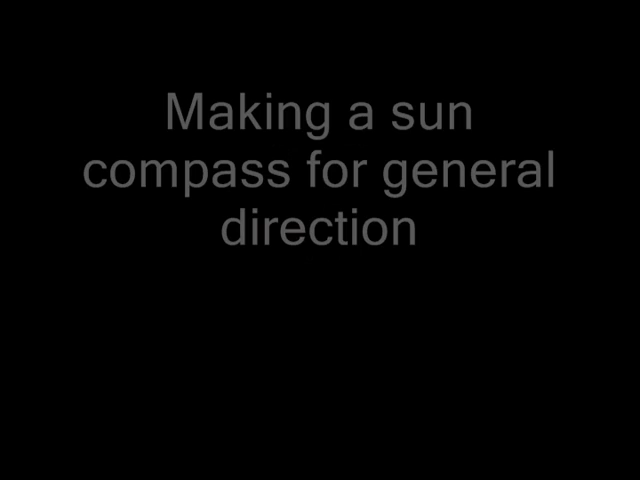 Making a sun
compass for general
direction